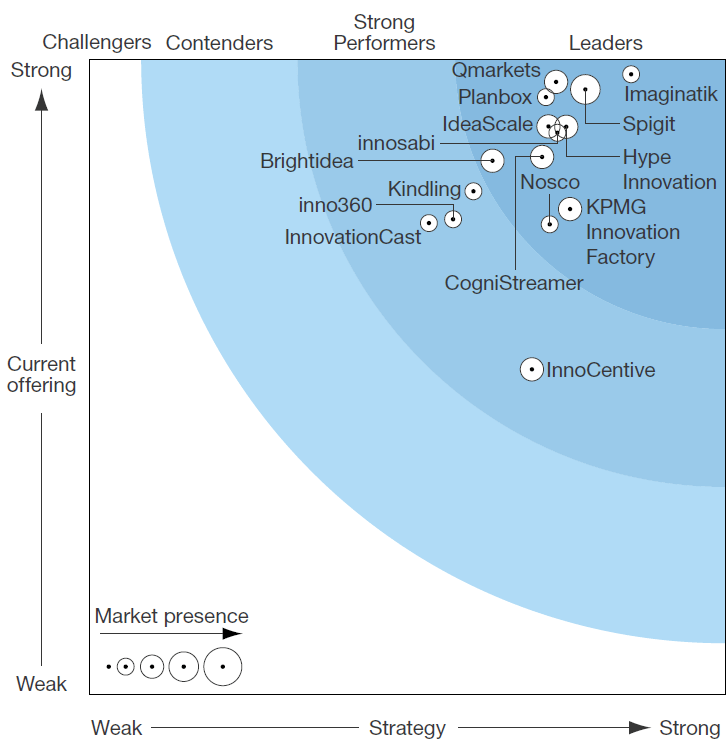 Strong
Challengers Contenders Performers Leaders
Strong
Qmarkets
Imaginatik
Planbox
IdeaScale
Spigit
innosabi
Brightidea
Hype
Innovation
Nosco
Kindling
inno360
KPMG
Innovation
Factory
InnovationCast
CogniStreamer
Current
offering
InnoCentive
Market presence
Weak
Weak Strategy Strong